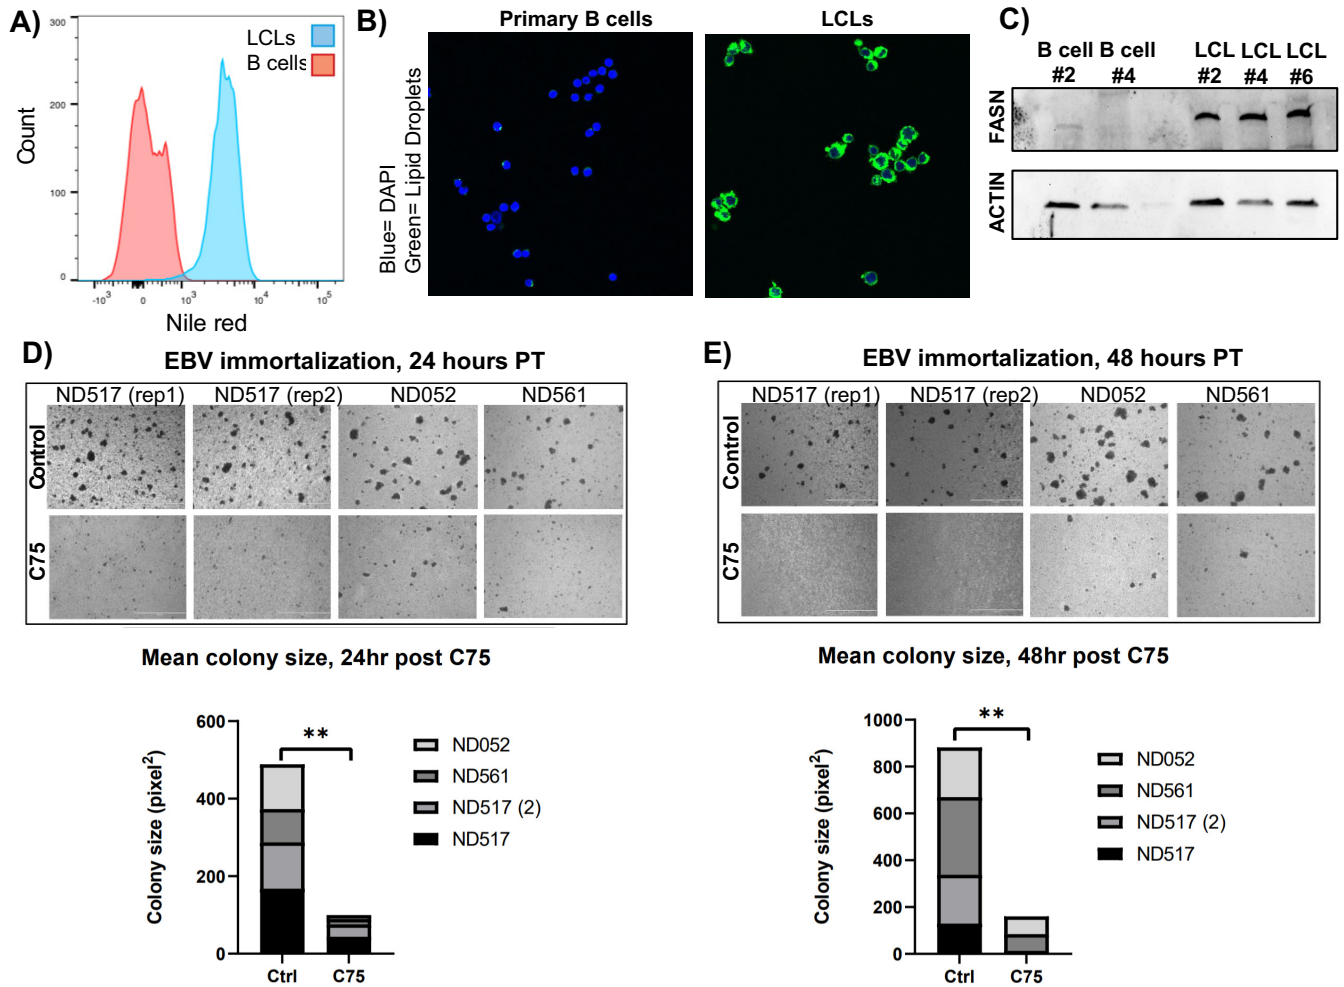 A)
Count
300
200
100
0
LCLs
B cells
-10³ 0 10³ 10⁴ 10⁵
Nile red
B)
Primary B cells LCLs
Blue= DAPI
Green= Lipid Droplets
C)
B cell B cell LCL LCL LCL
#2 #4 #2 #4 #6
FASN
ACTIN
D)
EBV immortalization, 24 hours PT
ND517 (rep1) ND517 (rep2) ND052 ND561
Control
C75
Mean colony size, 24hr post C75
Colony size (pixel²)
600
400
200
0
**
Ctrl C75
ND052
ND561
ND517 (2)
ND517
E)
EBV immortalization, 48 hours PT
ND517 (rep1) ND517 (rep2) ND052 ND561
Control
C75
Mean colony size, 48hr post C75
Colony size (pixel²)
1000
800
600
400
200
0
**
Ctrl C75
ND052
ND561
ND517 (2)
ND517